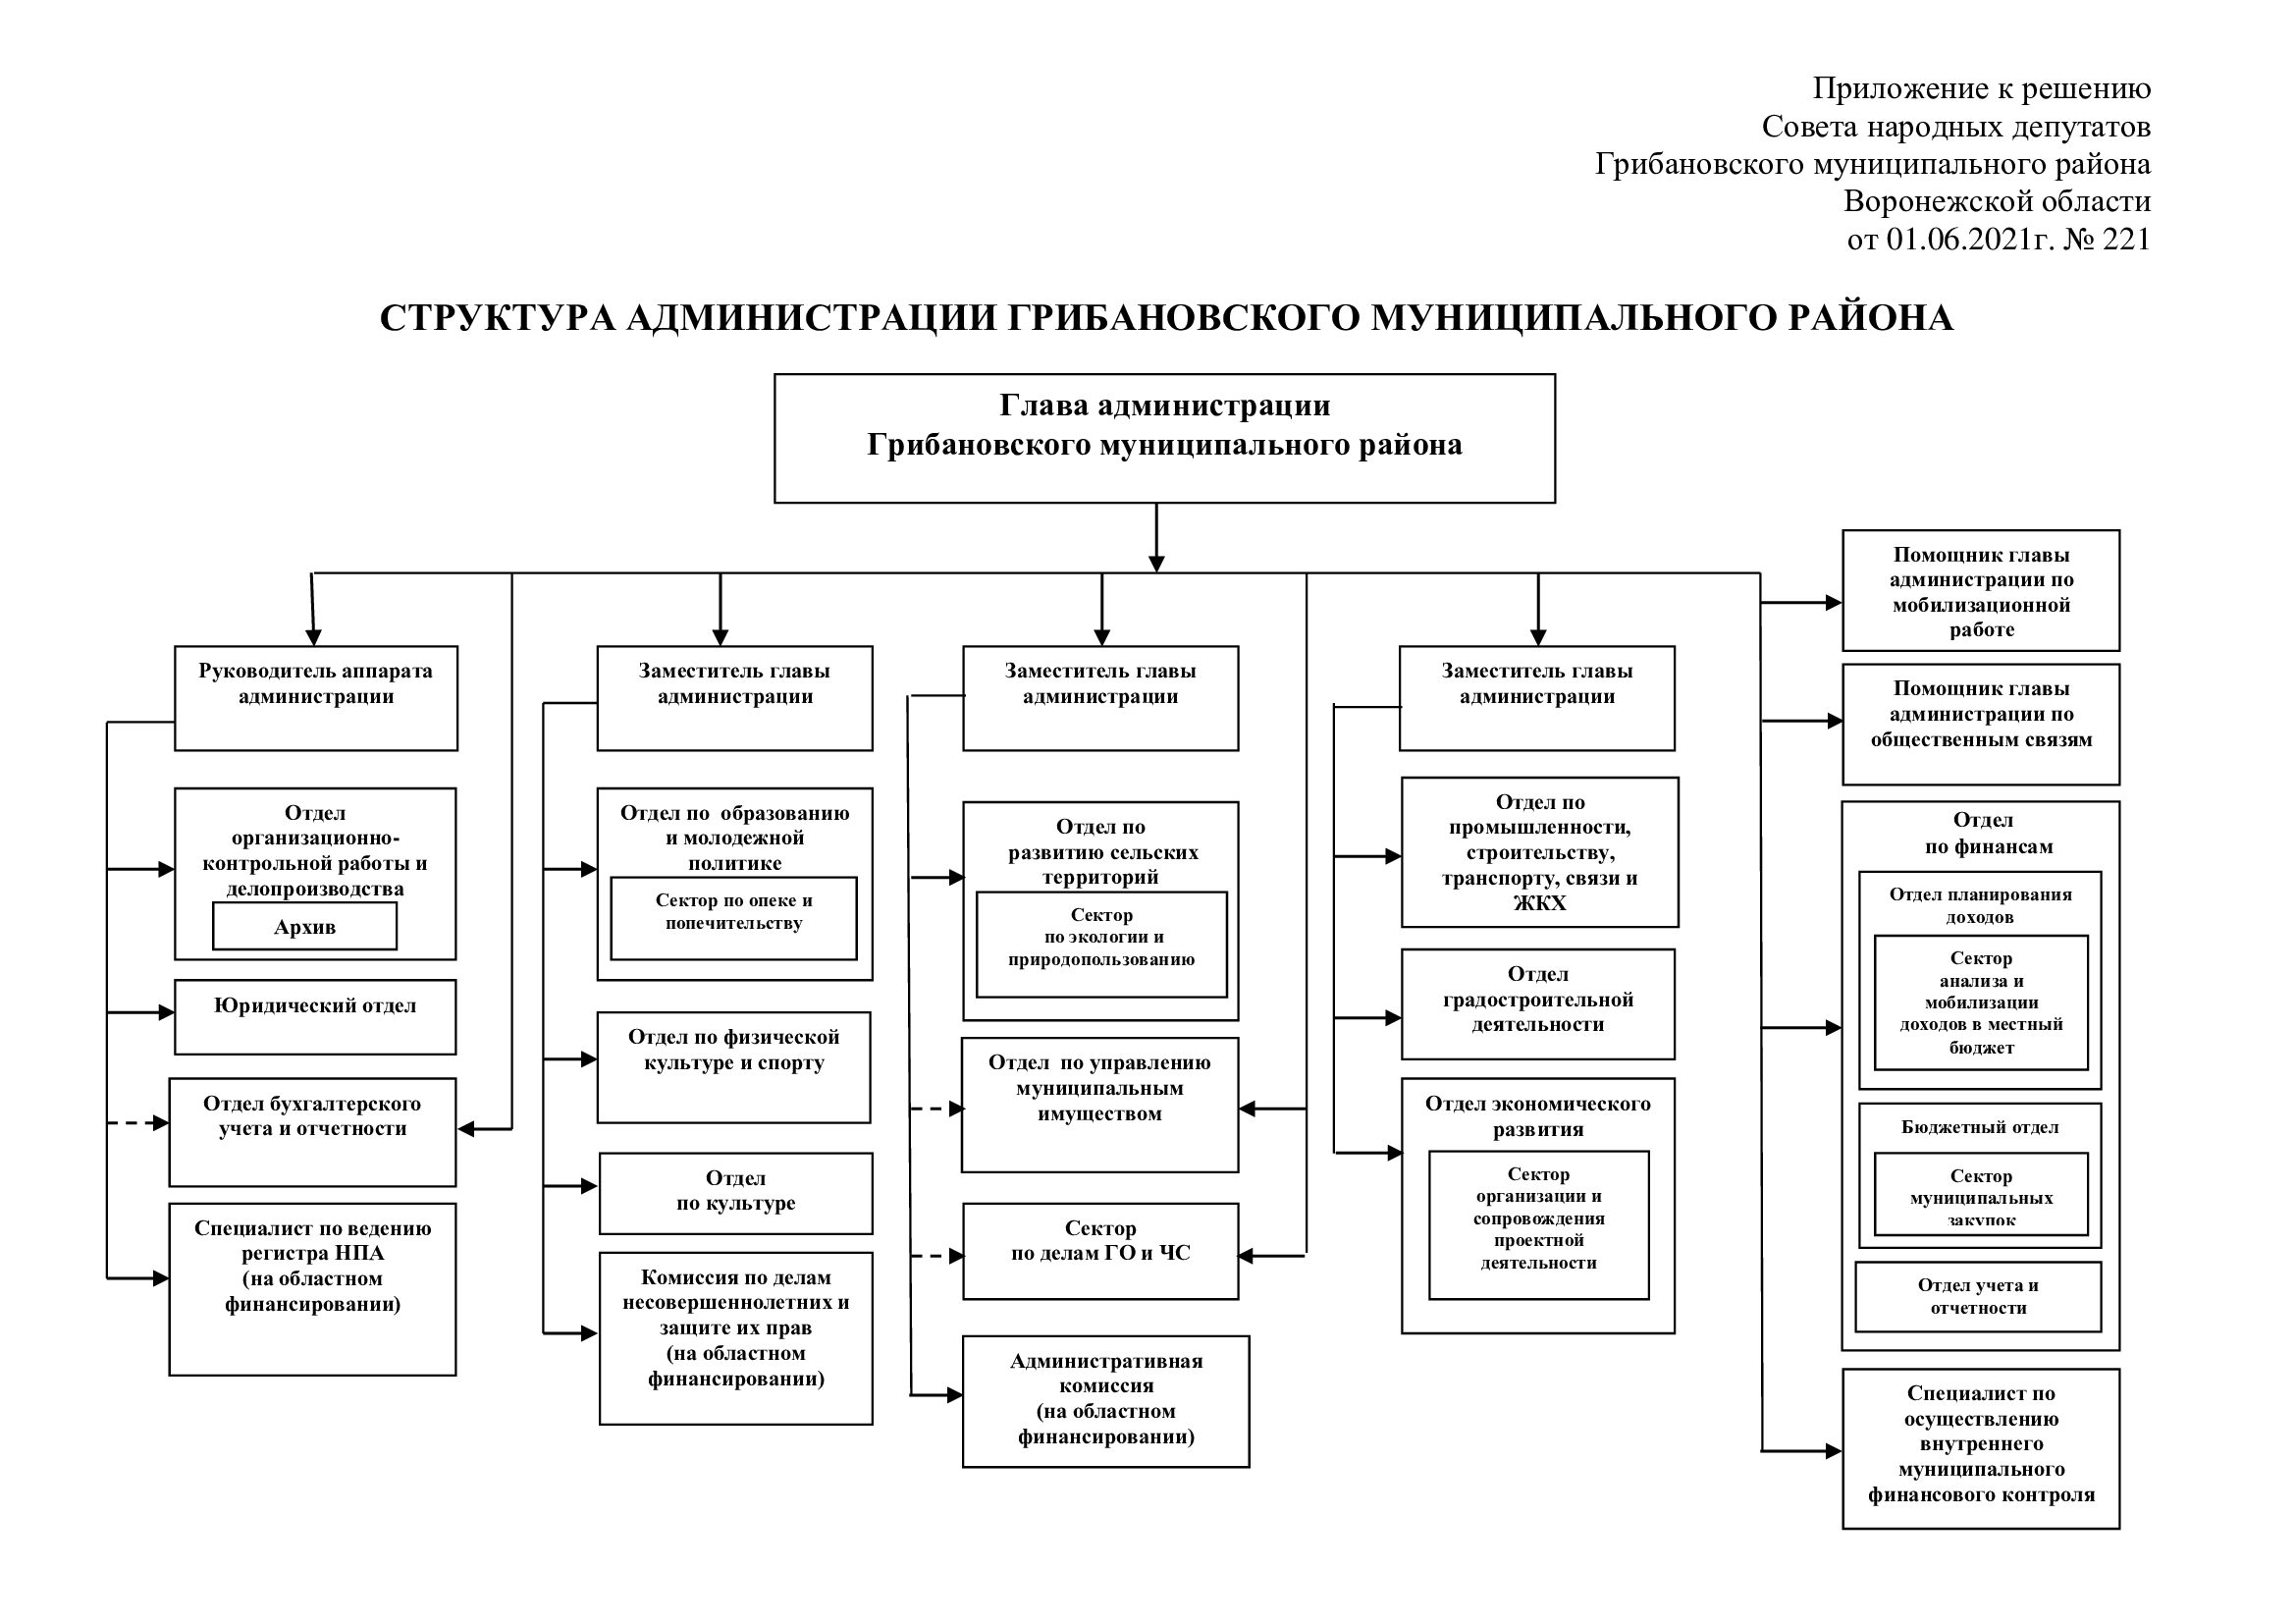 Приложение к решению
Совета народных депутатов
Грибановского муниципального района
Воронежской области
от 01.06.2021г. № 221
СТРУКТУРА АДМИНИСТРАЦИИ ГРИБАНОВСКОГО МУНИЦИПАЛЬНОГО РАЙОНА
Глава администрации
Грибановского муниципального района
Руководитель аппарата
администрации
Отдел
организационно-
контрольной работы и
делопроизводства
Архив
Юридический отдел
Отдел бухгалтерского
учета и отчетности
Специалист по ведению
регистра НПА
(на областном
финансировании)
Заместитель главы
администрации
Отдел по  образованию
и молодежной
политике
Сектор по опеке и
попечительству
Отдел по физической
культуре и спорту
Отдел
по культуре
Комиссия по делам
несовершеннолетних и
защите их прав
(на областном
финансировании)
Заместитель главы
администрации
Отдел по
развитию сельских
территорий
Сектор
по экологии и
природопользованию
Отдел  по управлению
муниципальным
имуществом
Сектор
по делам ГО и ЧС
Административная
комиссия
(на областном
финансировании)
Заместитель главы
администрации
Отдел по
промышленности,
строительству,
транспорту, связи и
ЖКХ
Отдел
градостроительной
деятельности
Отдел экономического
развития
Сектор
организации и
сопровождения
проектной
деятельности
Помощник главы
администрации по
мобилизационной
работе
Помощник главы
администрации по
общественным связям
Отдел
по финансам
Отдел планирования
доходов
Сектор
анализа и
мобилизации
доходов в местный
бюджет
Бюджетный отдел
Сектор
муниципальных
закупок
Отдел учета и
отчетности
Специалист по
осуществлению
внутреннего
муниципального
финансового контроля